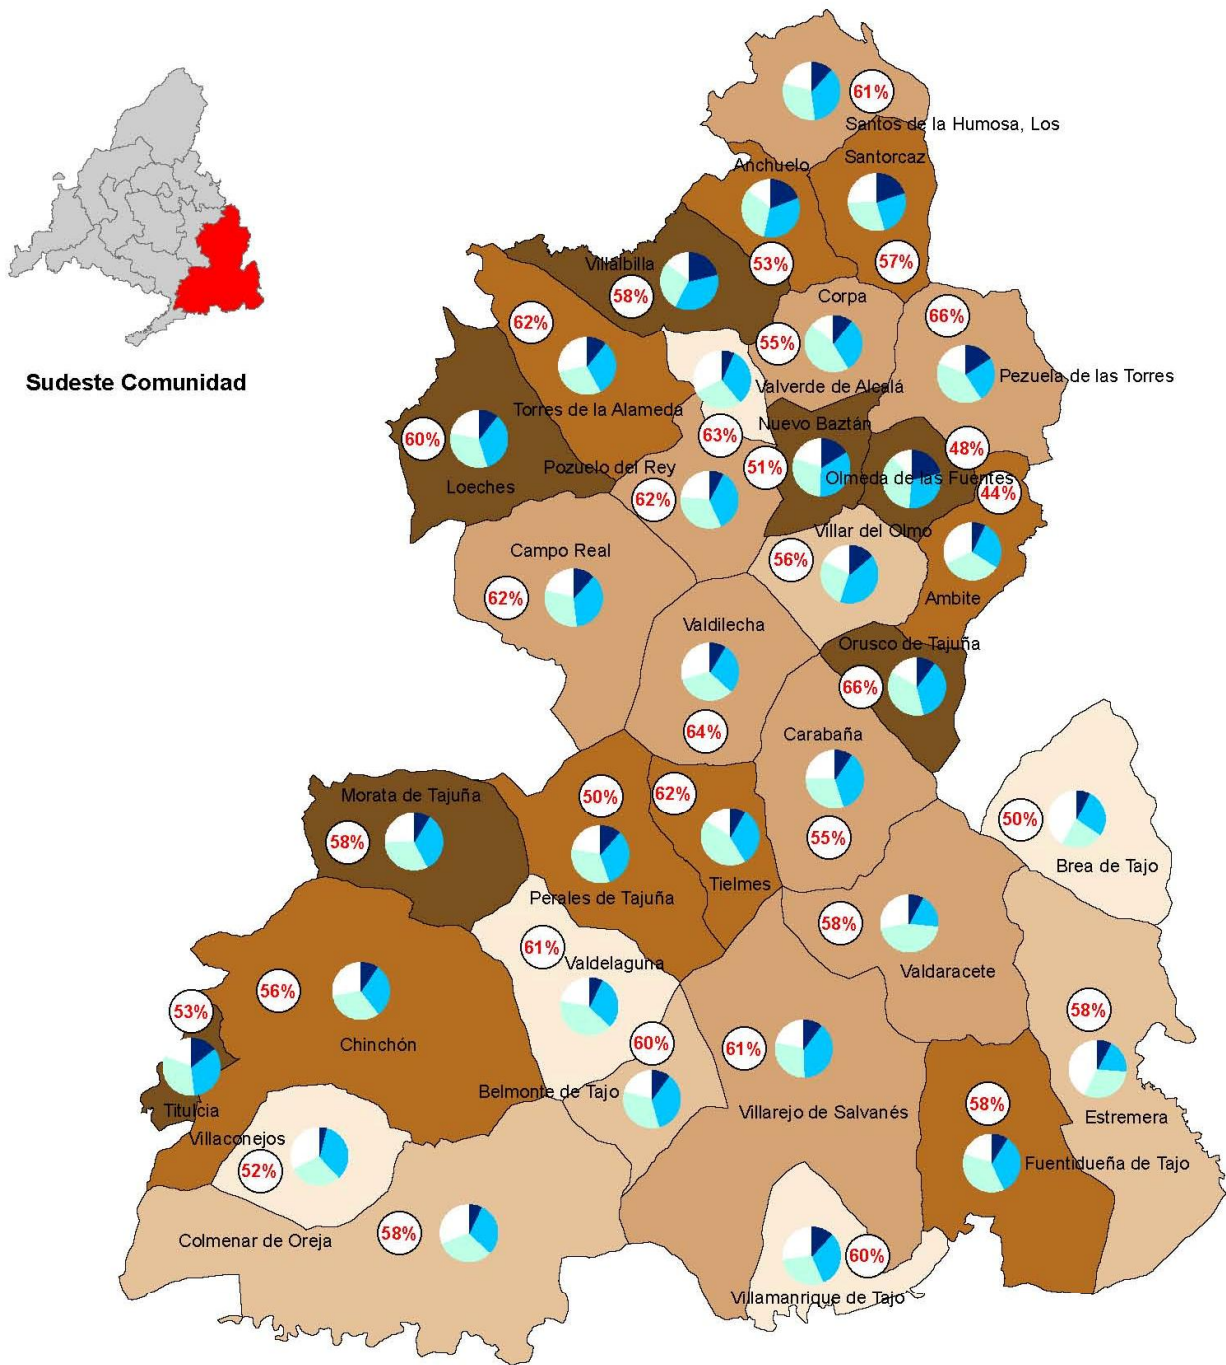 61%
Santos de la Humosa, Los
Anchuelo
Santorcaz
53%
57%
Villalbilla
58%
Corpa
62%
66%
55%
Pezuela de las Torres
Valverde de Alcalá
Sudeste Comunidad
Torres de la Alameda
Nuevo Baztán
60%
63%
48%
Pozuelo del Rey
51%
Olmeda de las Fuentes
Loeches
62%
44%
Villar del Olmo
Campo Real
56%
62%
Ambite
Valdilecha
Orusco de Tajuña
66%
64%
Carabaña
Morata de Tajuña
50%
62%
50%
58%
55%
Brea de Tajo
Tielmes
Perales de Tajuña
58%
61%
Valdelaguna
Valdaracete
56%
53%
58%
Chinchón
60%
61%
Belmonte de Tajo
Villarejo de Salvanés
58%
Titulcia
Estremera
Villaconejos
52%
Fuentidueña de Tajo
58%
Colmenar de Oreja
60%
Villamanrique de Tajo